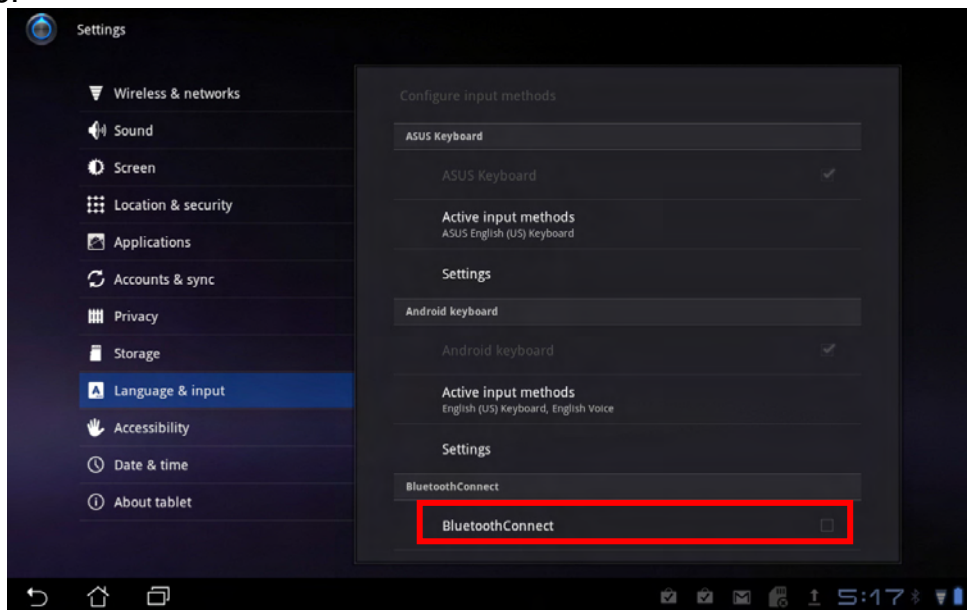 Settings
Wireless & networks
Sound
Screen
Location & security
Applications
Accounts & sync
Privacy
Storage
Language & input
Accessibility
Date & time
About tablet
Configure input methods
ASUS Keyboard
ASUS Keyboard
Active input methods
ASUS English (US) Keyboard
Settings
Android keyboard
Android keyboard
Active input methods
English (US) Keyboard, English Voice
Settings
BluetoothConnect
BluetoothConnect
5:17